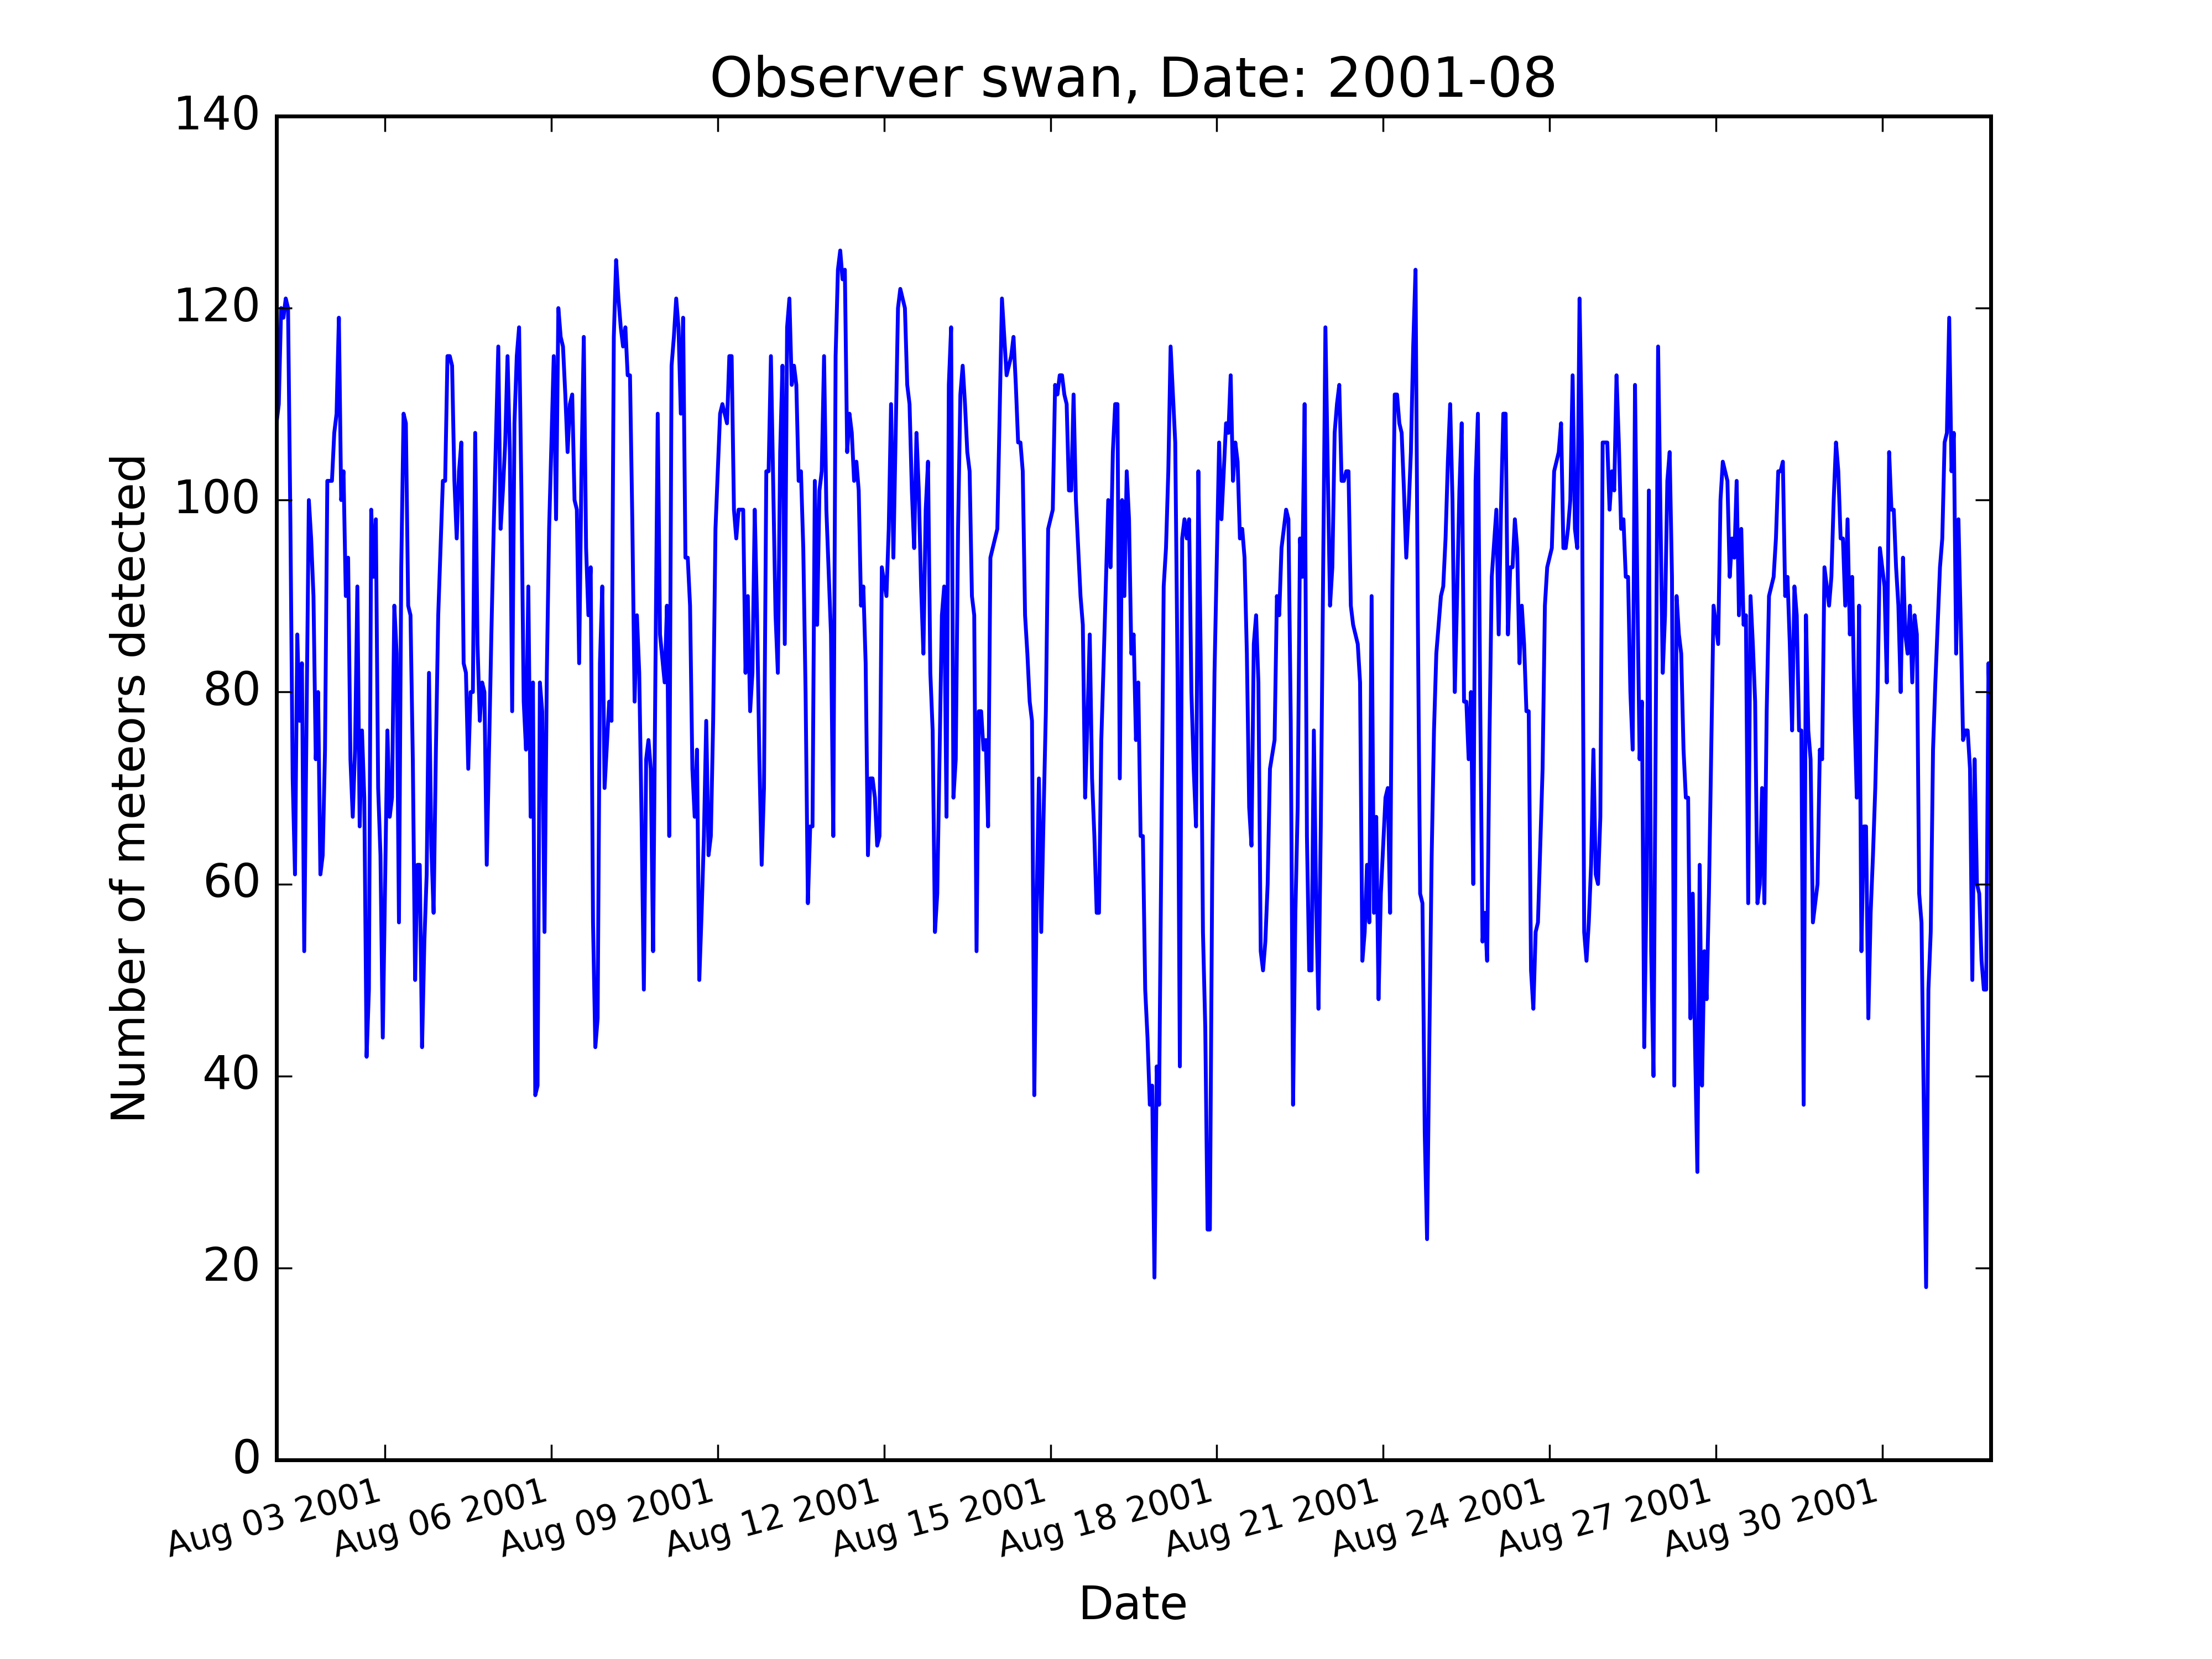 Observer swan, Date: 2001-08
140
120
100
80
60
40
20
0
Number of meteors detected
Aug 03 2001
Aug 06 2001
Aug 09 2001
Aug 12 2001
Aug 15 2001
Aug 18 2001
Aug 21 2001
Aug 24 2001
Aug 27 2001
Aug 30 2001
Date